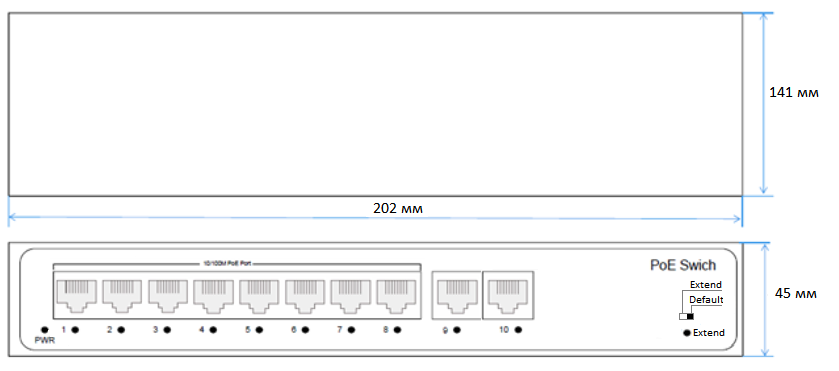 141 мм
202 мм
10/100M PoE Port
PoE Swich
Extend
Default
45 мм
1 2 3 4 5 6 7 8 9 10
PWR
Extend